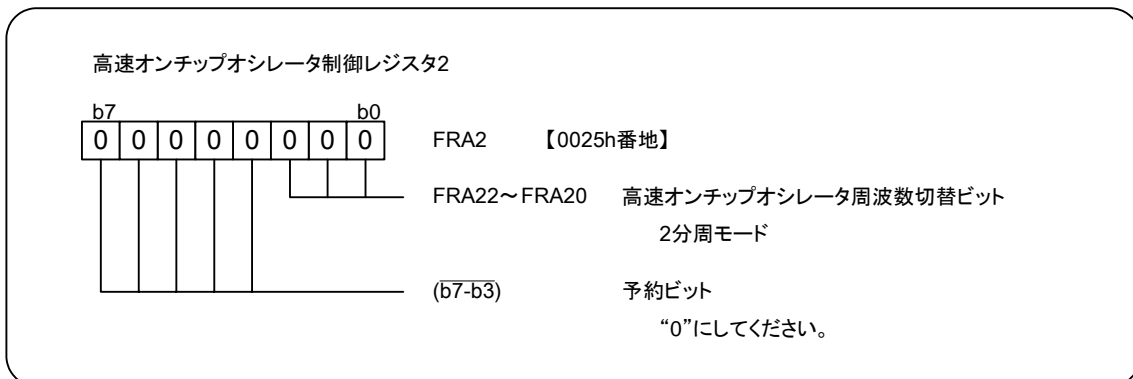 高速オンチップオシレータ制御レジスタ2
b7 b0
0 0 0 0 0 0 0 0 FRA2 【0025h番地】
FRA22～FRA20 高速オンチップオシレータ周波数切替ビット
2分周モード
(b7-b3) 予約ビット
“0”にしてください。